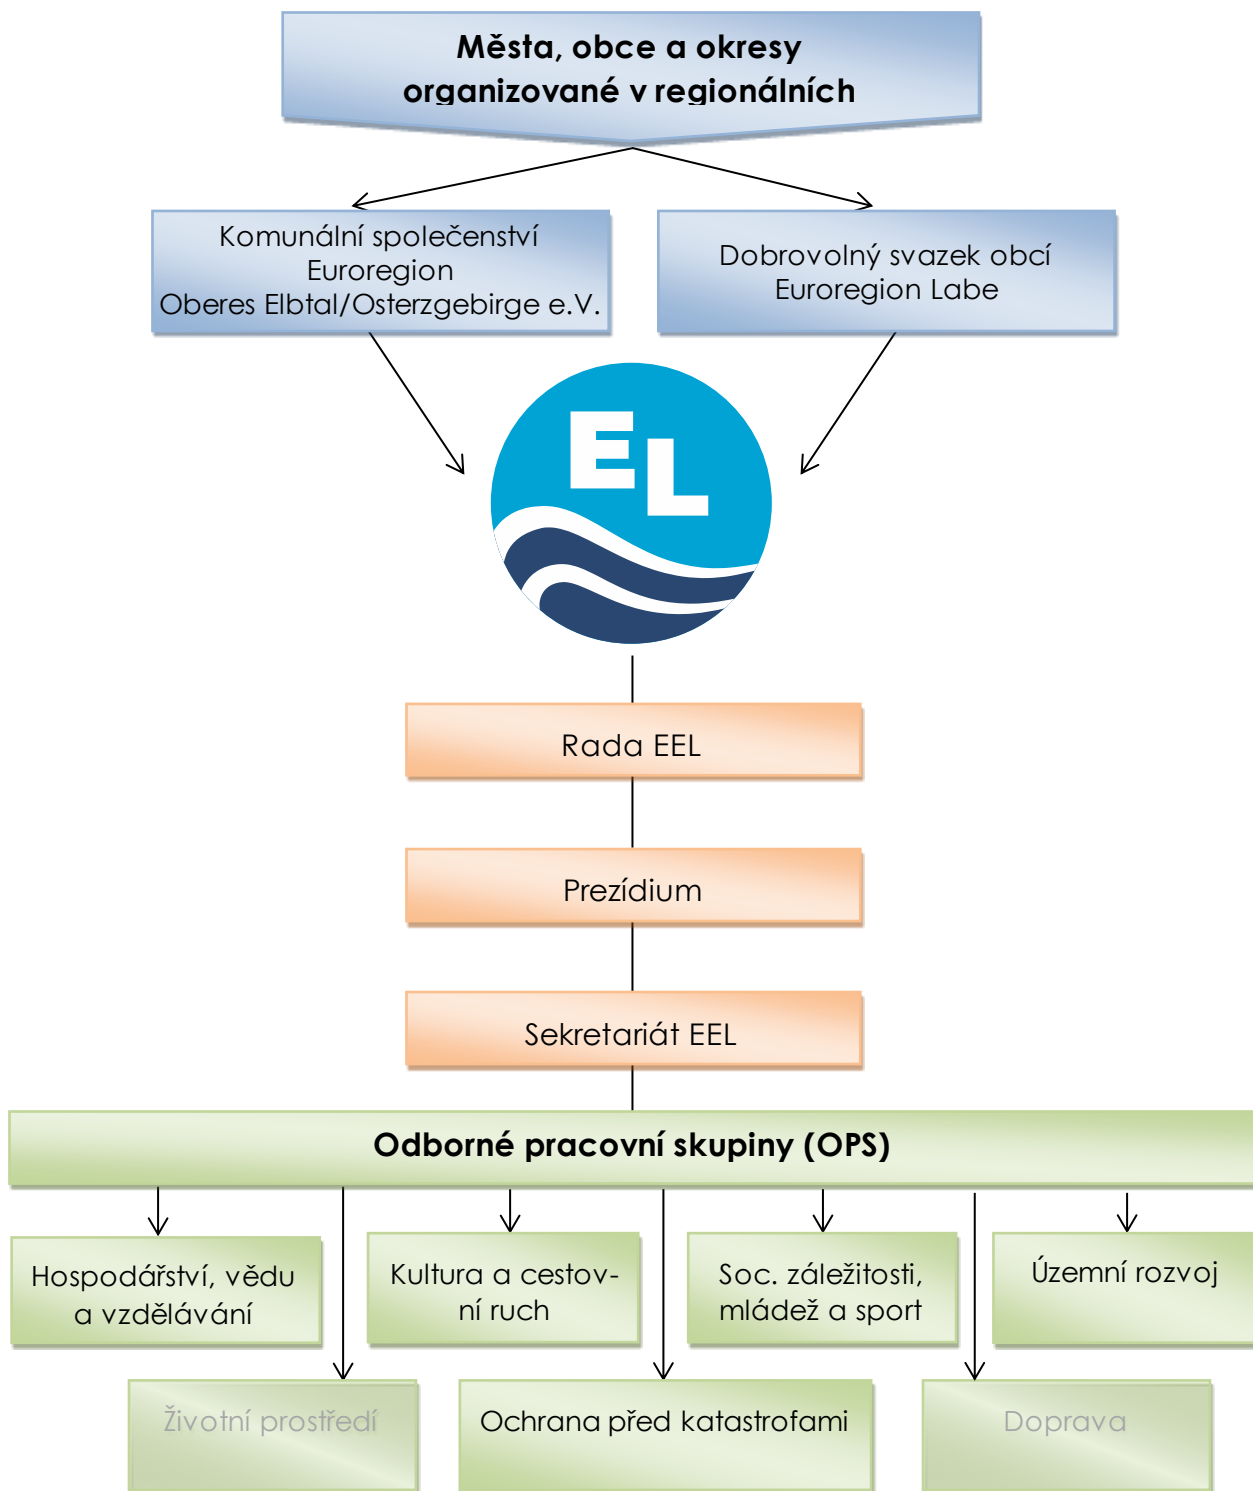 Města, obce a okresy
organizované v regionálních
Komunální společenství
Euroregion
Oberes Elbtal/Osterzgebirge e.V.
Dobrovolný svazek obcí
Euroregion Labe
EL
Rada EEL
Prezídium
Sekretariát EEL
Odborné pracovní skupiny (OPS)
Hospodářství, vědu
a vzdělávání
Kultura a cestov-
ní ruch
Soc. záležitosti,
mládež a sport
Územní rozvoj
Životní prostředí
Ochrana před katastrofami
Doprava